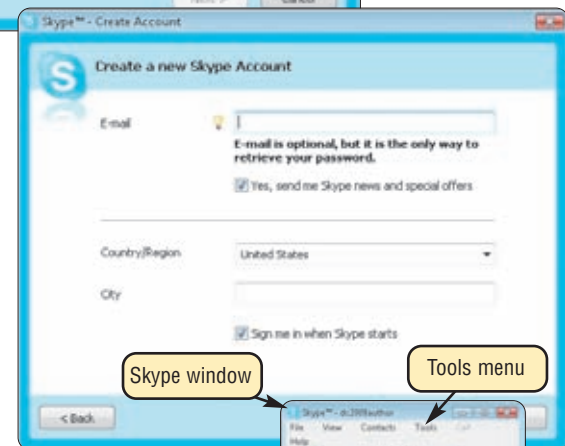 Cancel
Skype™ - Create Account
Create a new Skype Account
E-mail
E-mail is optional, but it is the only way to
retrieve your password.
Yes, send me Skype news and special offers
Country/Region
United States
City
Sign me in when Skype starts
Skype window
Tools menu
< Back
Skype™ -
File View Contacts Tools Call
Help